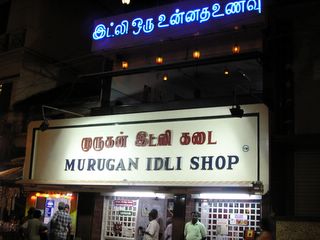 இட்லி ஒரு உன்னத உணவு
முருகன் இட்லி கடை
MURUGAN IDLI SHOP